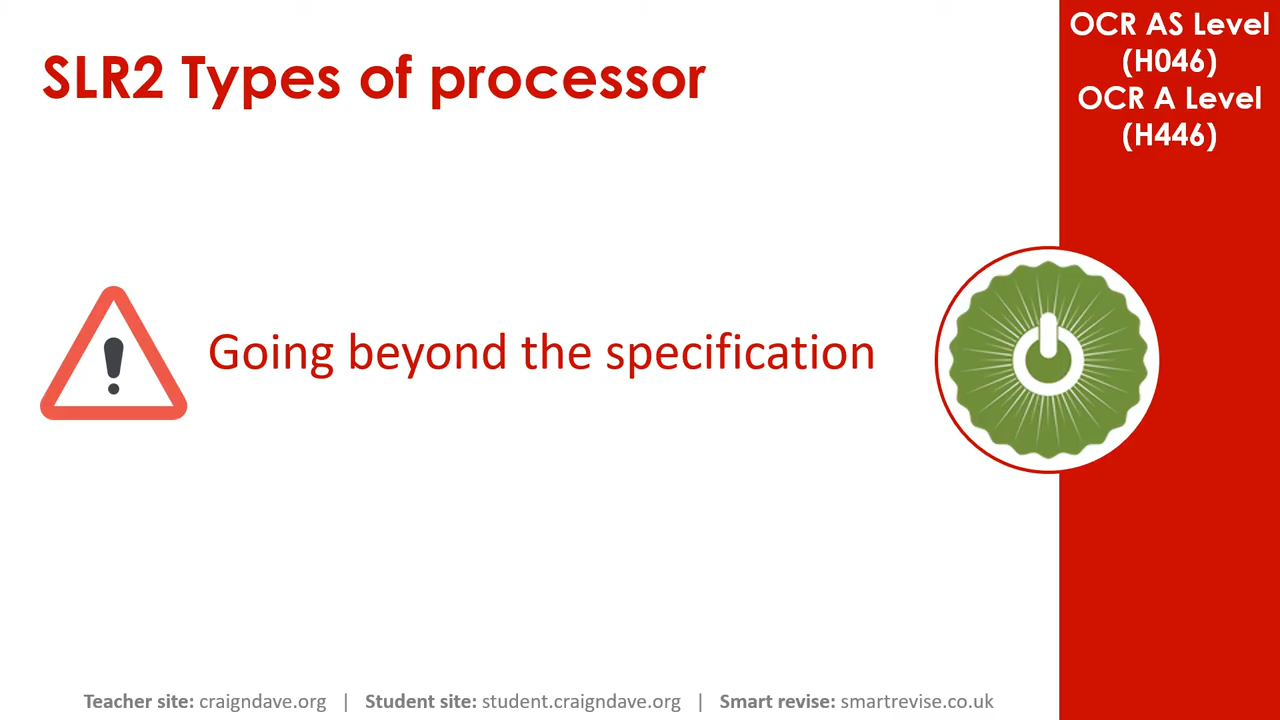 SLR2 Types of processor
OCR AS Level
(H046)
OCR A Level
(H446)
Going beyond the specification
Teacher site: craigndave.org | Student site: student.craigndave.org | Smart revise: smartrevise.co.uk